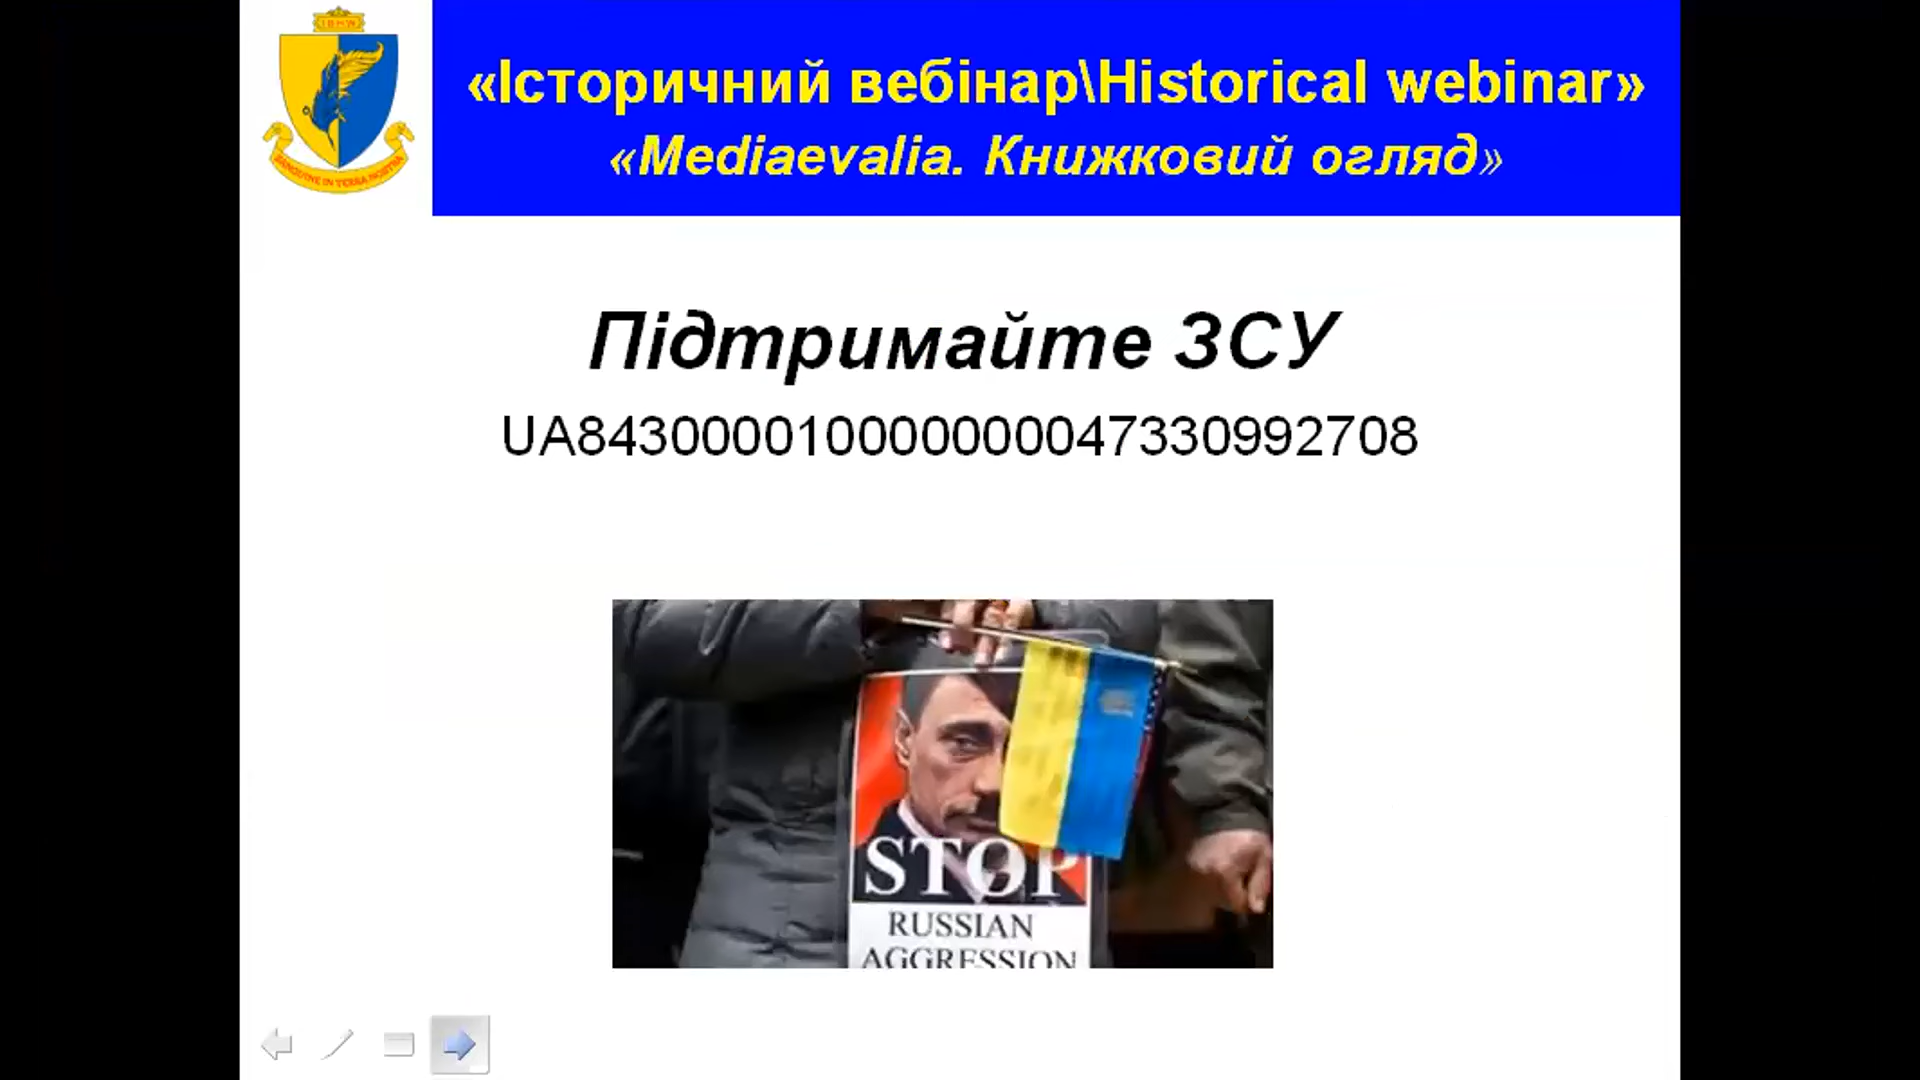 «Історичний вебінар\Historical webinar»
«Mediaevalia. Книжковий огляд»
Підтримайте ЗСУ
UA843000010000000047330992708
STOP
RUSSIAN
AGGRESSION